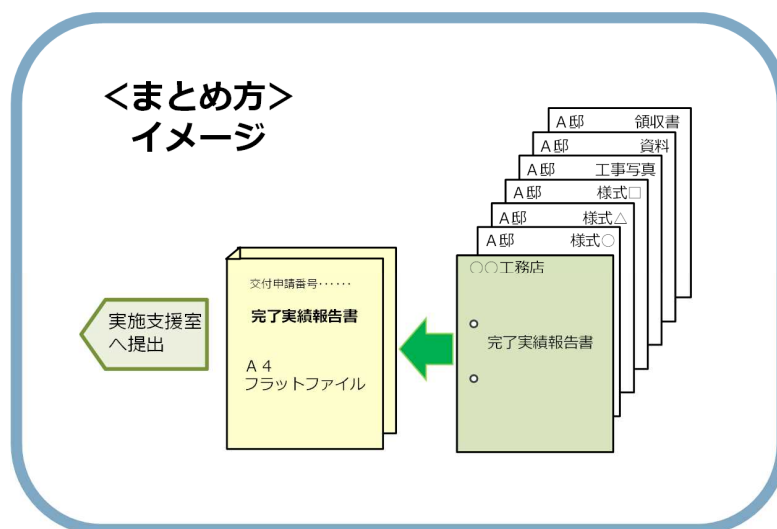 ＜まとめ方＞
イメージ
Ａ邸 領収書
Ａ邸 資料
Ａ邸 工事写真
Ａ邸 様式□
Ａ邸 様式△
Ａ邸 様式○
○○工務店
完了実績報告書
交付申請番号‥‥‥
完了実績報告書
Ａ４
フラットファイル
実施支援室
へ提出